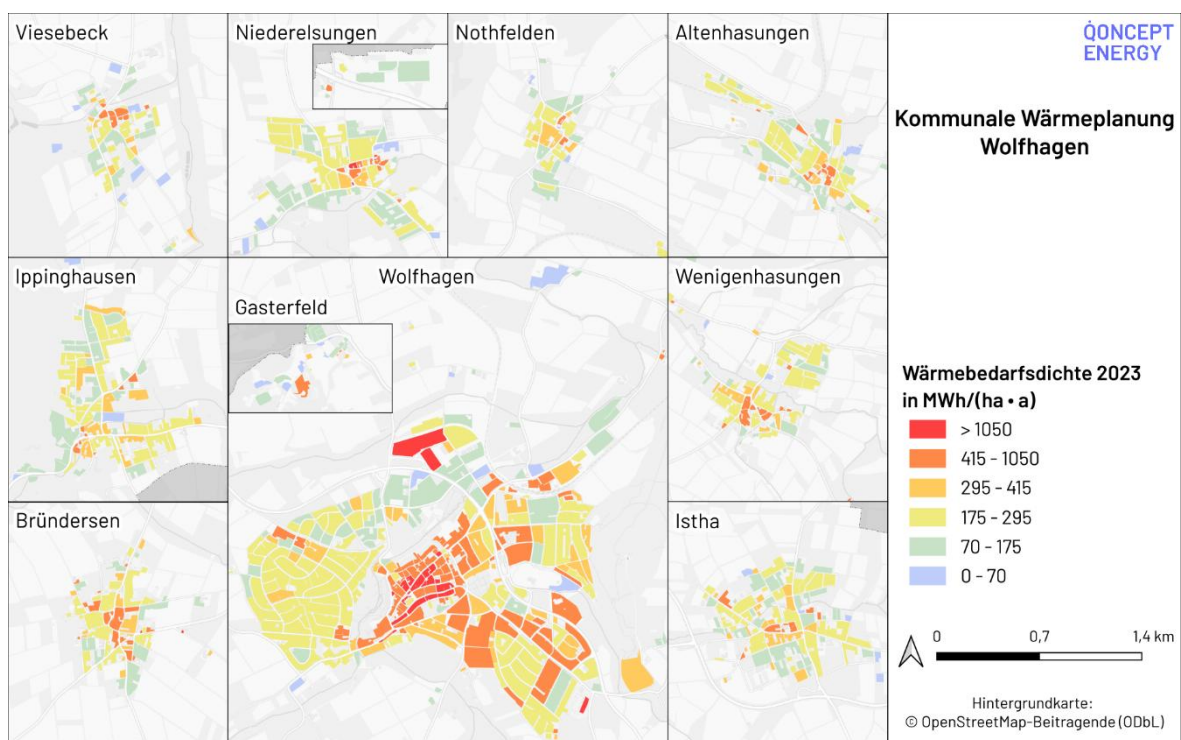 Viesebeck
Niederelsungen
Nothfelden
Altenhasungen
QONCEPT
ENERGY
Kommunale Wärmeplanung
Wolfhagen
Ippinghausen
Wolfhagen
Gasterfeld
Wenigenhasungen
Bründersen
Istha
Wärmebedarfsdichte 2023
in MWh/(ha • a)
> 1050
415 - 1050
295 - 415
175 - 295
70 - 175
0 - 70
0 0,7 1,4 km
Hintergrundkarte:
© OpenStreetMap-Beitragende (ODbL)